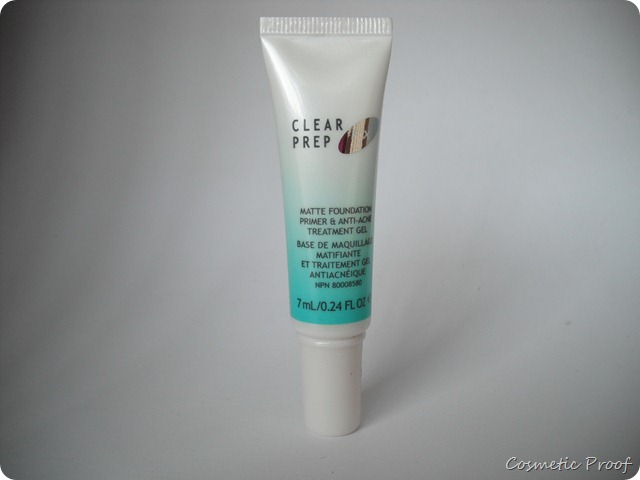 CLEAR
PREP
MATTE FOUNDATION
PRIMER & ANTI-ACNE
TREATMENT GEL
BASE DE MAQUILLAGE
MATIFIANTE
ET TRAITEMENT GEL
ANTIACNÉIQUE
NPN 80008580
7 mL/0.24 FL OZ
Cosmetic Proof